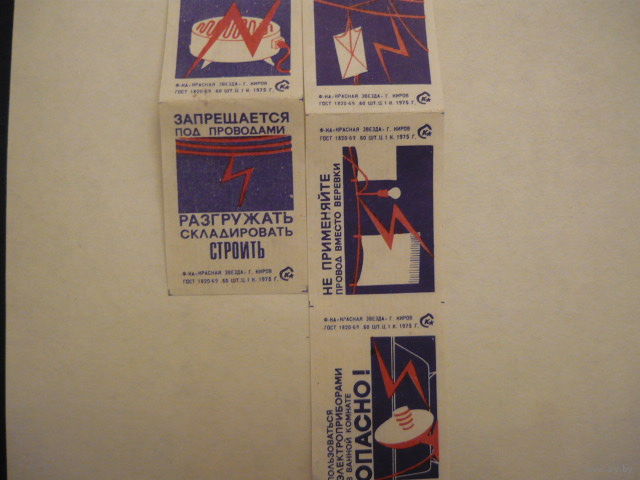 Ф-КА «КРАСНАЯ ЗВЕЗДА» Г. КИРОВ
ГОСТ 1820-69. 60 ШТ. Ц. 1 К. 1975 Г.
ЗАПРЕЩАЕТСЯ
ПОД ПРОВОДАМИ
РАЗГРУЖАТЬ
СКЛАДИРОВАТЬ
СТРОИТЬ
Ф-КА «КРАСНАЯ ЗВЕЗДА» Г. КИРОВ
ГОСТ 1820-69. 60 ШТ. Ц. 1 К. 1975 Г.
Ф-КА «КРАСНАЯ ЗВЕЗДА» Г. КИРОВ
ГОСТ 1820-69. 60 ШТ. Ц. 1 К. 1975 Г.
Ф-КА «КРАСНАЯ ЗВЕЗДА» Г. КИРОВ
ГОСТ 1820-69. 60 ШТ. Ц. 1 К. 1975 Г.
НЕ ПРИМЕНЯЙТЕ
ПРОВОД ВМЕСТО ВЕРЕВКИ
Ф-КА «КРАСНАЯ ЗВЕЗДА» Г. КИРОВ
ГОСТ 1820-69. 60 ШТ. Ц. 1 К. 1975 Г.
ПОЛЬЗОВАТЬСЯ
ЭЛЕКТРОПРИБОРАМИ
В ВАННОЙ КОМНАТЕ
ОПАСНО!